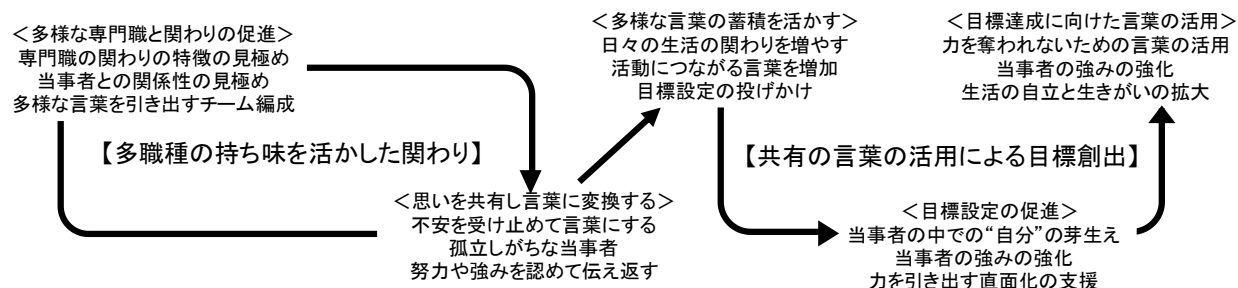 ＜多様な専門職と関わりの促進＞
専門職の関わりの特徴の見極め
当事者との関係性の見極め
多様な言葉を引き出すチーム編成
【多職種の持ち味を活かした関わり】
＜思いを共有し言葉に変換する＞
不安を受け止めて言葉にする
孤立しがちな当事者
努力や強みを認めて伝え返す
＜多様な言葉の蓄積を活かす＞
日々の生活の関わりを増やす
活動につながる言葉を増加
目標設定の投げかけ
【共有の言葉の活用による目標創出】
＜目標設定の促進＞
当事者の中での“自分”の芽生え
当事者の強みの強化
力を引き出す直面化の支援
＜目標達成に向けた言葉の活用＞
力を奪われないための言葉の活用
当事者の強みの強化
生活の自立と生きがいの拡大